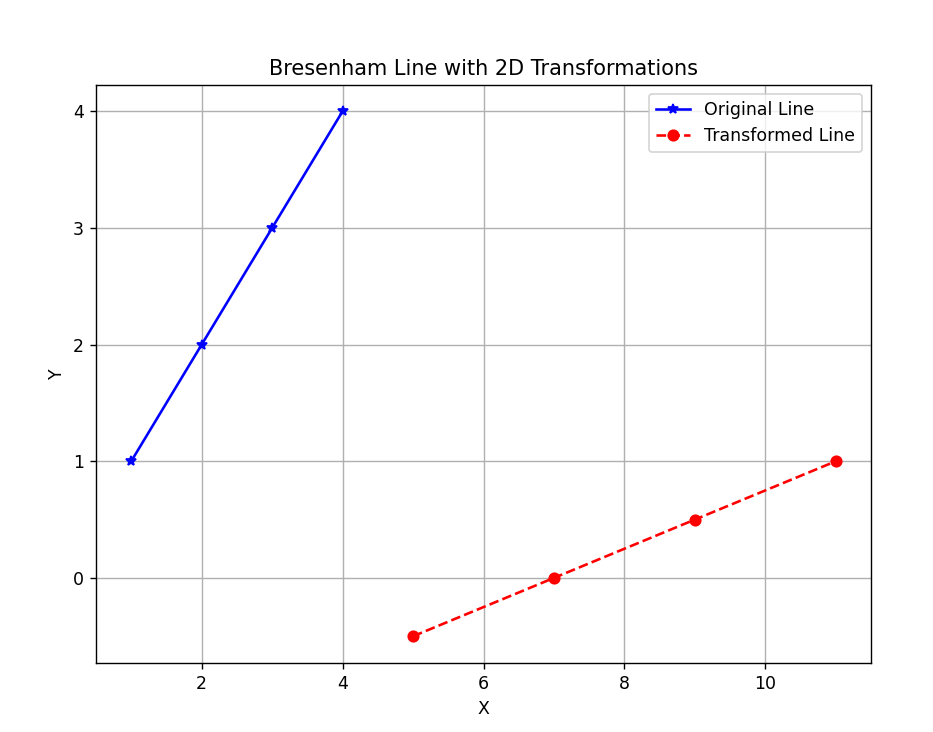 Bresenham Line with 2D Transformations
Original Line
Transformed Line
4
3
2
1
0
Y
2
4
6
8
10
X